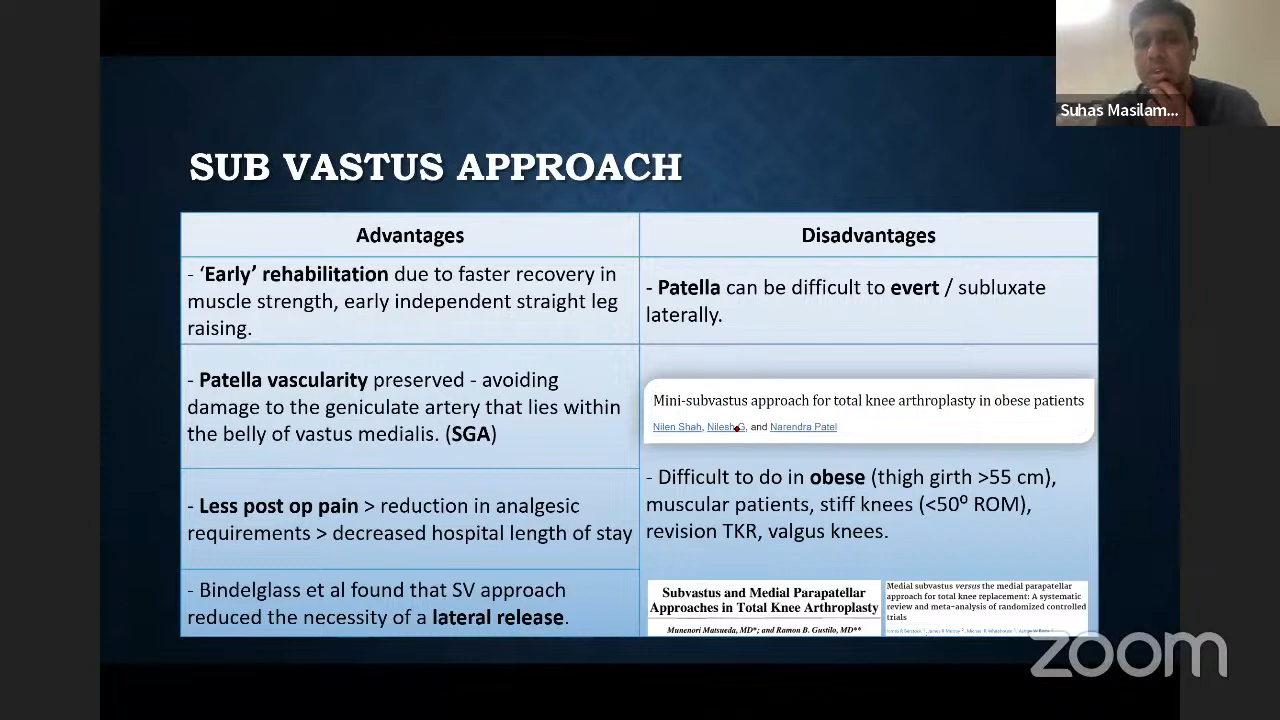 Suhas Masilam...
SUB VASTUS APPROACH
Advantages
Disadvantages
- ‘Early’ rehabilitation due to faster recovery in
muscle strength, early independent straight leg
raising.
- Patella can be difficult to evert / subluxate
laterally.
- Patella vascularity preserved - avoiding
damage to the geniculate artery that lies within
the belly of vastus medialis. (SGA)
Mini-subvastus approach for total knee arthroplasty in obese patients
Nilen Shah, Nilesh G, and Narendra Patel
- Difficult to do in obese (thigh girth >55 cm),
muscular patients, stiff knees (<50⁰ ROM),
revision TKR, valgus knees.
- Less post op pain > reduction in analgesic
requirements > decreased hospital length of stay
- Bindelglass et al found that SV approach
reduced the necessity of a lateral release.
Subvastus and Medial Parapatellar
Approaches in Total Knee Arthroplasty
Munenori Matsueda, MD*; and Ramon B. Gustilo, MD**
Medial subvastus versus the medial parapatellar
approach for total knee replacement: A systematic
review and meta-analysis of randomized controlled
trials
zoom